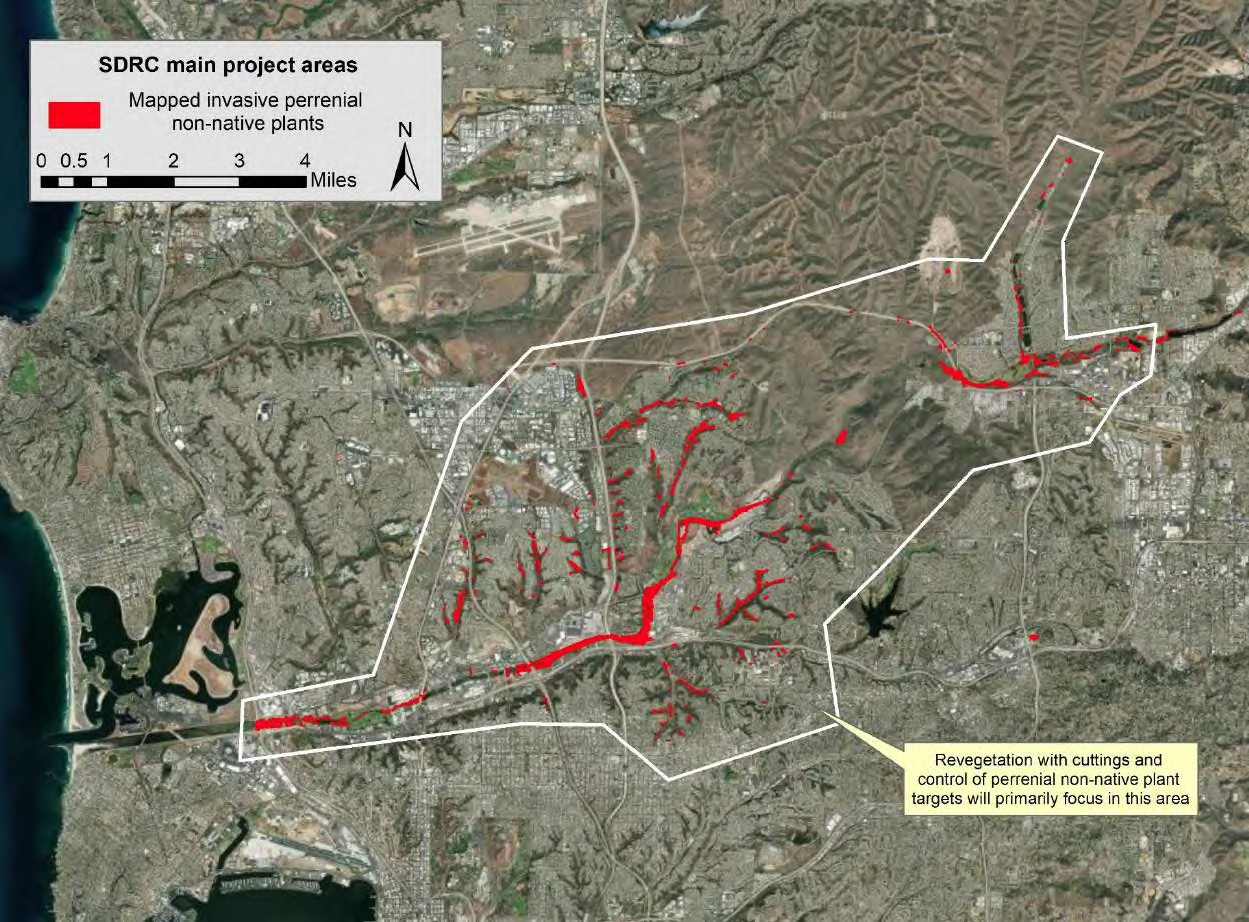 SDRC main project areas
Mapped invasive perrenial
non-native plants
N
0 0.5 1 2 3 4
Miles
Revegetation with cuttings and
control of perrenial non-native plant
targets will primarily focus in this area